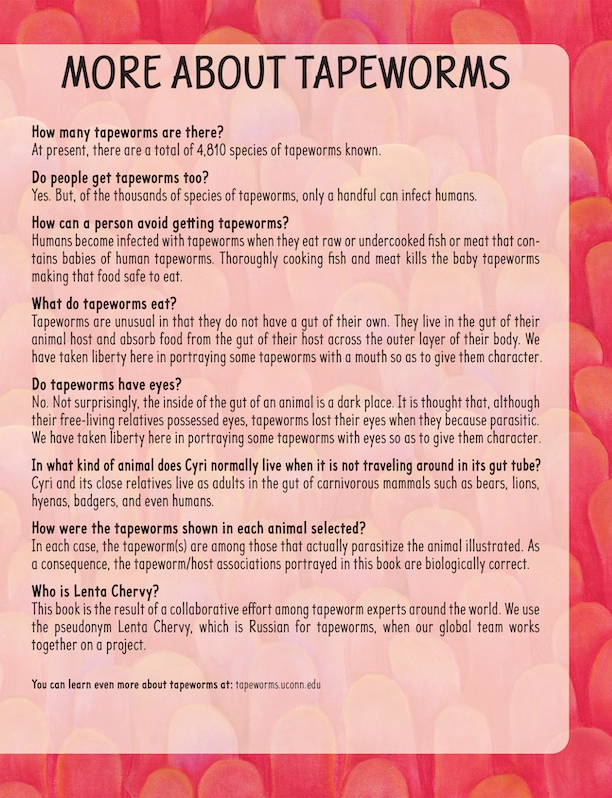 MORE ABOUT TAPEWORMS
How many tapeworms are there?
At present, there are a total of 4,810 species of tapeworms known.
Do people get tapeworms too?
Yes. But, of the thousands of species of tapeworms, only a handful can infect humans.
How can a person avoid getting tapeworms?
Humans become infected with tapeworms when they eat raw or undercooked fish or meat that con-
tains babies of human tapeworms. Thoroughly cooking fish and meat kills the baby tapeworms
making that food safe to eat.
What do tapeworms eat?
Tapeworms are unusual in that they do not have a gut of their own. They live in the gut of their
animal host and absorb food from the gut of their host across the outer layer of their body. We
have taken liberty here in portraying some tapeworms with a mouth so as to give them character.
Do tapeworms have eyes?
No. Not surprisingly, the inside of the gut of an animal is a dark place. It is thought that, although
their free-living relatives possessed eyes, tapeworms lost their eyes when they because parasitic.
We have taken liberty here in portraying some tapeworms with eyes so as to give them character.
In what kind of animal does Cyri normally live when it is not traveling around in its gut tube?
Cyri and its close relatives live as adults in the gut of carnivorous mammals such as bears, lions,
hyenas, badgers, and even humans.
How were the tapeworms shown in each animal selected?
In each case, the tapeworm(s) are among those that actually parasitize the animal illustrated. As
a consequence, the tapeworm/host associations portrayed in this book are biologically correct.
Who is Lenta Chervy?
This book is the result of a collaborative effort among tapeworm experts around the world. We use
the pseudonym Lenta Chervy, which is Russian for tapeworms, when our global team works
together on a project.
You can learn even more about tapeworms at: tapeworms.uconn.edu